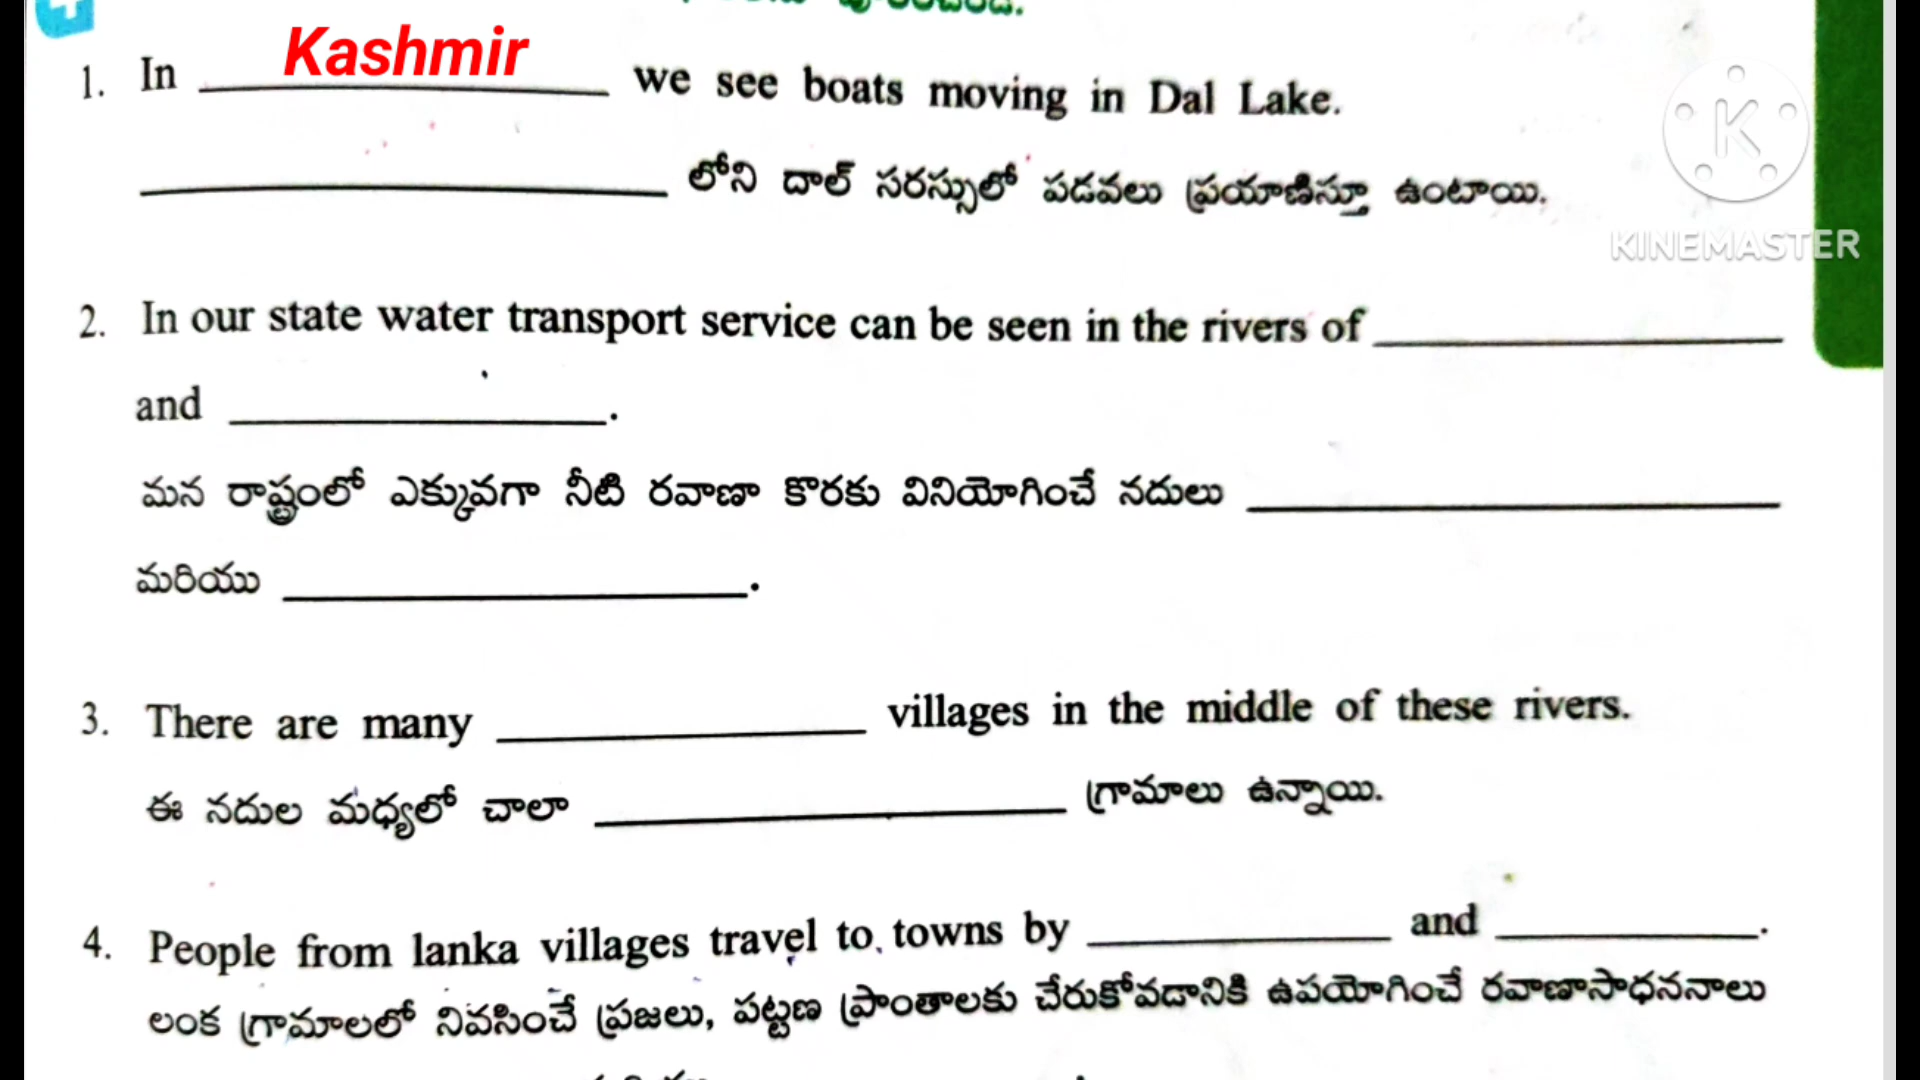 1. In Kashmir we see boats moving in Dal Lake.
లోని దాల్ సరస్సులో పడవలు ప్రయాణిస్తూ ఉంటాయి.
KINEMASTER
2. In our state water transport service can be seen in the rivers of
and .
మన రాష్ట్రంలో ఎక్కువగా నీటి రవాణా కొరకు వినియోగించే నదులు
మరియు .
3. There are many villages in the middle of these rivers.
ఈ నదుల మధ్యలో చాలా గ్రామాలు ఉన్నాయి.
4. People from lanka villages travel to towns by and .
లంక గ్రామాలలో నివసించే ప్రజలు, పట్టణ ప్రాంతాలకు చేరుకోవడానికి ఉపయోగించే రవాణాసాధననాలు